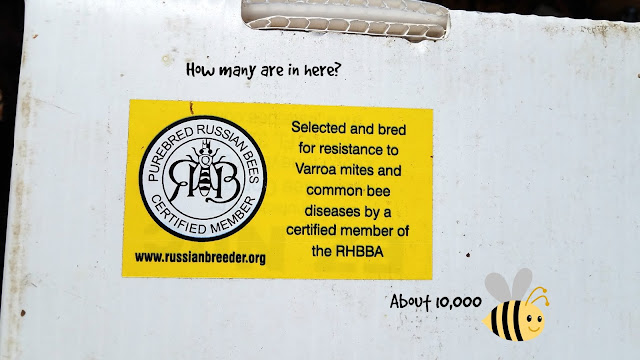 How many are in here?
PUREBRED RUSSIAN BEES
RB
CERTIFIED MEMBER
www.russianbreeder.org
Selected and bred
for resistance to
Varroa mites and
common bee
diseases by a
certified member of
the RHBBA
About 10,000